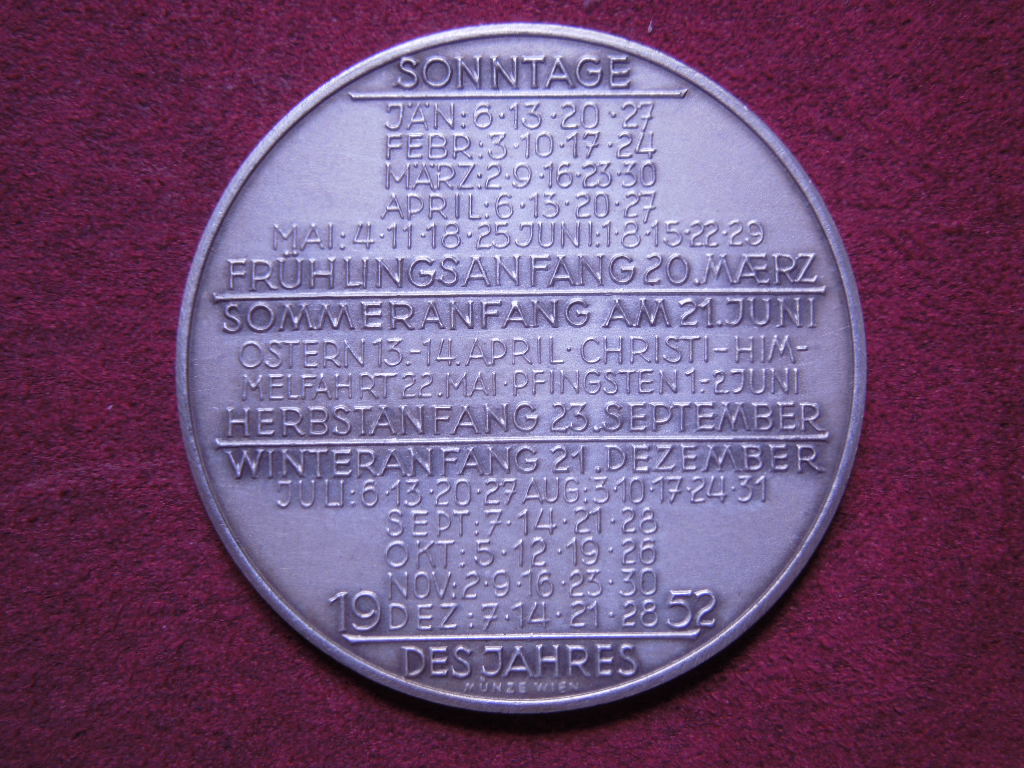 SONNTAGE
JÄN:6·13·20·27
FEBR:3·10·17·24
MÄRZ:2·9·16·23·30
APRIL:6·13·20·27
MAI:4·11·18·25 JUNI:1·8·15·22·29
FRÜHLINGSANFANG 20.MÆRZ
SOMMERANFANG AM 21.JUNI
OSTERN 13.-14.APRIL·CHRISTI-HIM-
MELFAHRT 22.MAI·PFINGSTEN 1-2JUNI
HERBSTANFANG 23.SEPTEMBER
WINTERANFANG 21.DEZEMBER
JULI:6·13·20·27 AUG:3·10·17·24·31
SEPT:7·14·21·28
OKT:5·12·19·26
NOV:2·9·16·23·30
19 DEZ:7·14·21·28 52
DES JAHRES
MÜNZE WIEN